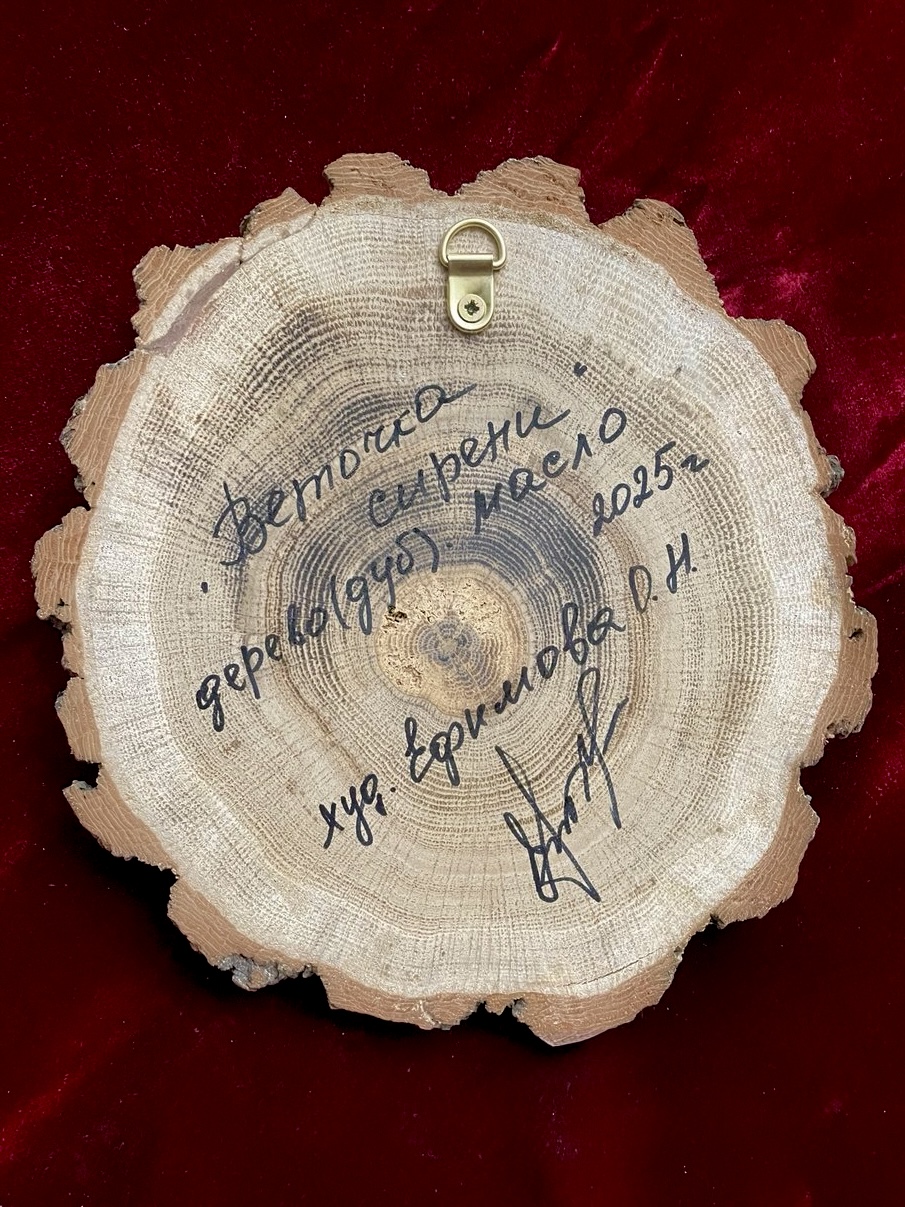 "Веточка
сирени"
дерево(дуб). масло
2025г
худ. Ефимова О.Н.